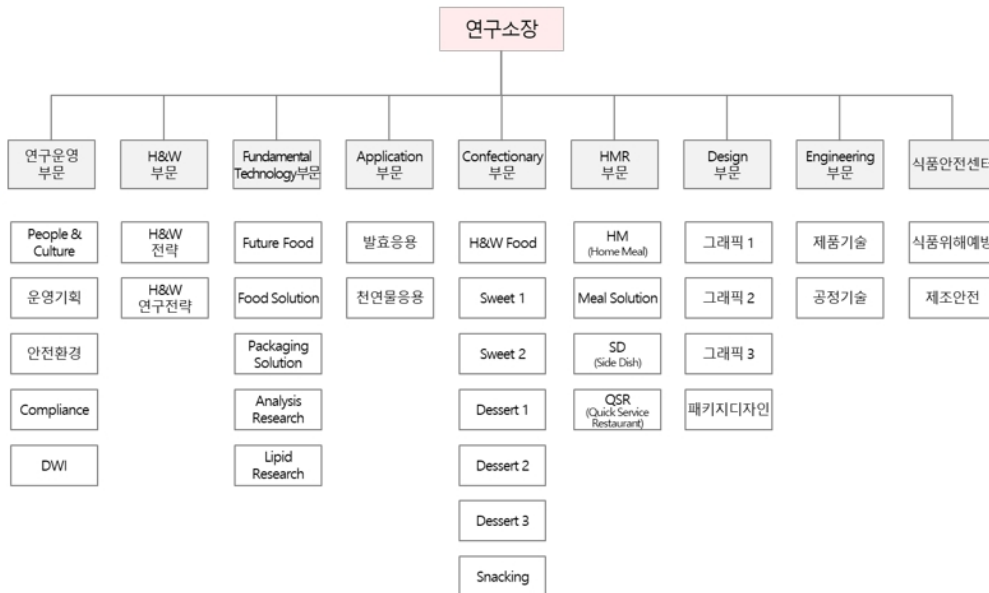 연구소장
연구운영
부문
H&W
부문
Fundamental
Technology부문
Application
부문
Confectionary
부문
HMR
부문
Design
부문
Engineering
부문
식품안전센터
People &
Culture
운영기획
안전환경
Compliance
DWI
H&W
전략
H&W
연구전략
Future Food
Food Solution
Packaging
Solution
Analysis
Research
Lipid
Research
발효응용
천연물응용
H&W Food
Sweet 1
Sweet 2
Dessert 1
Dessert 2
Dessert 3
Snacking
HM
(Home Meal)
Meal Solution
SD
(Side Dish)
QSR
(Quick Service
Restaurant)
그래픽 1
그래픽 2
그래픽 3
패키지디자인
제품기술
공정기술
식품위해예방
제조안전